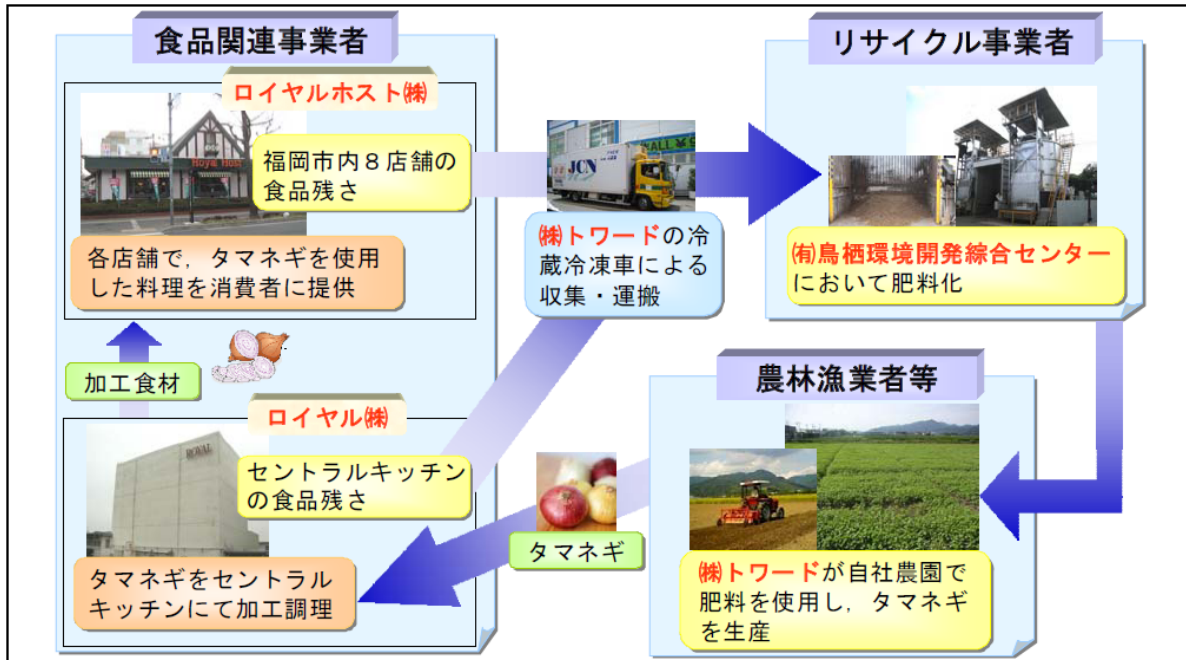 食品関連事業者
ロイヤルホスト㈱
Royal Host
福岡市内８店舗の
食品残さ
各店舗で，タマネギを使用
した料理を消費者に提供
加工食材
ロイヤル㈱
ROYAL
セントラルキッチン
の食品残さ
タマネギをセントラル
キッチンにて加工調理
JCN
㈱トワードの冷
蔵冷凍車による
収集・運搬
リサイクル事業者
㈲鳥栖環境開発綜合センター
において肥料化
農林漁業者等
㈱トワードが自社農園で
肥料を使用し，タマネギ
を生産
タマネギ